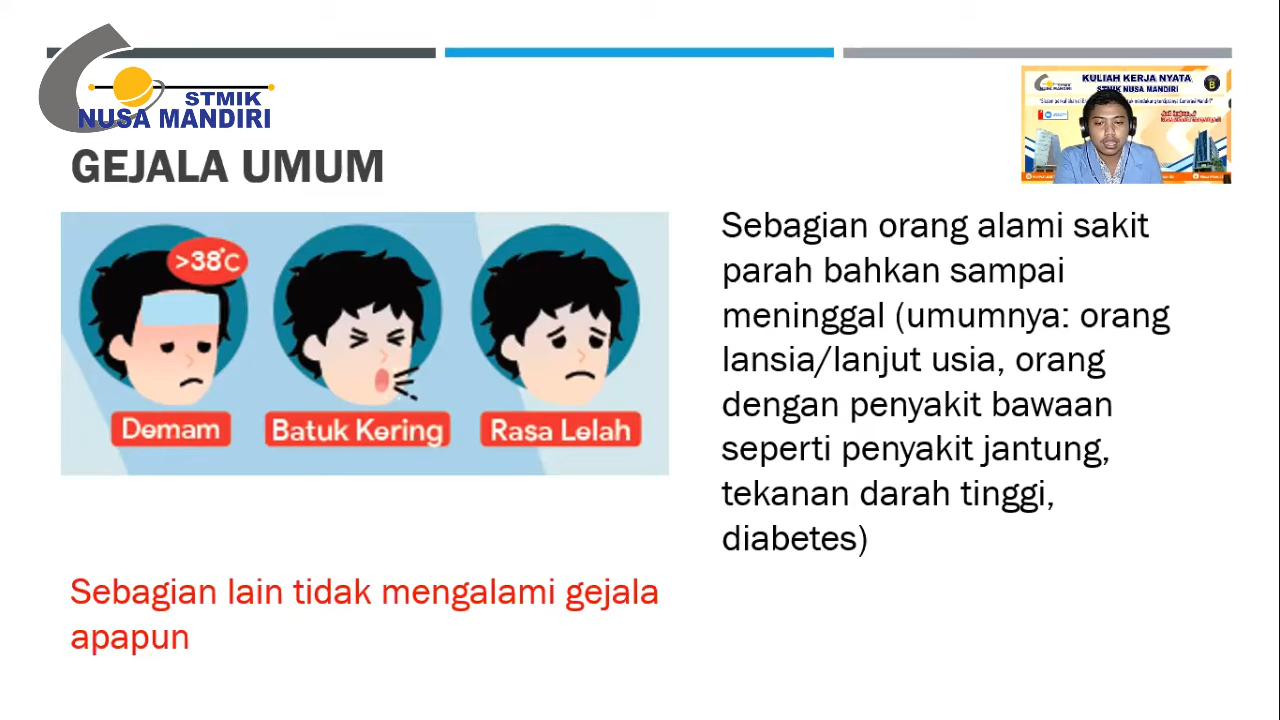 STMIK
NUSA MANDIRI
KULIAH KERJA NYATA
STMIK NUSA MANDIRI
GEJALA UMUM
>38°C
Demam
Batuk Kering
Rasa Lelah
Sebagian orang alami sakit
parah bahkan sampai
meninggal (umumnya: orang
lansia/lanjut usia, orang
dengan penyakit bawaan
seperti penyakit jantung,
tekanan darah tinggi,
diabetes)
Sebagian lain tidak mengalami gejala
apapun